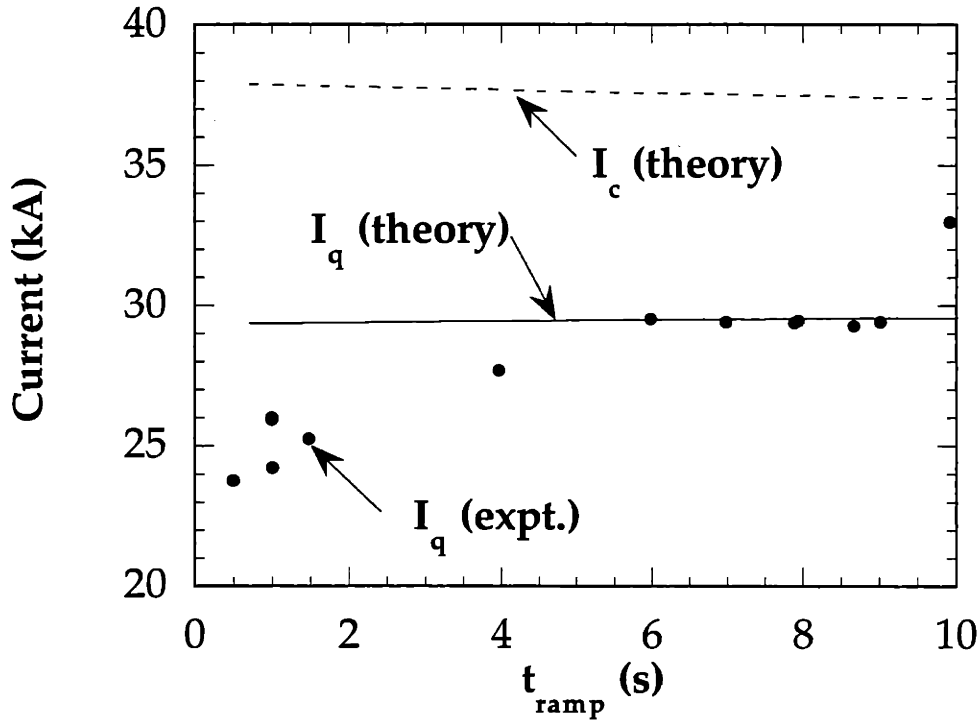 40
35
30
25
20
Current (kA)
I_c (theory)
I_q (theory)
I_q (expt.)
0 2 4 6 8 10
t_ramp (s)